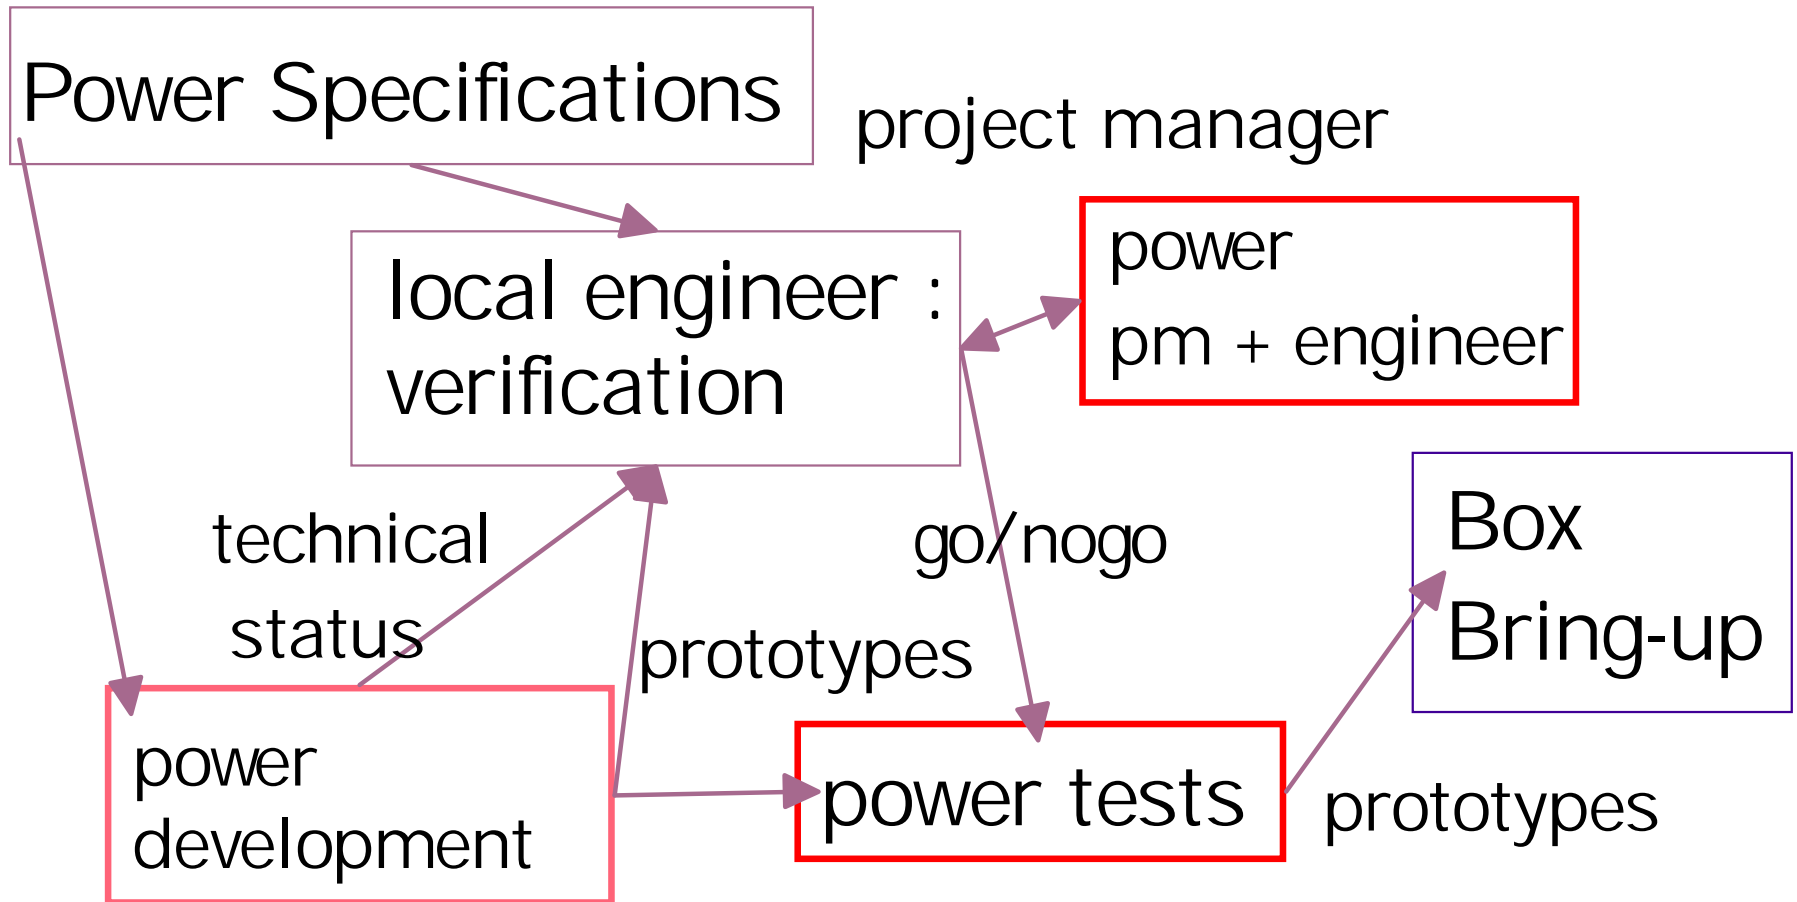 Power Specifications
project manager
power
pm + engineer
local engineer :
verification
technical
status
go/nogo
Box
Bring-up
prototypes
power
development
power tests
prototypes